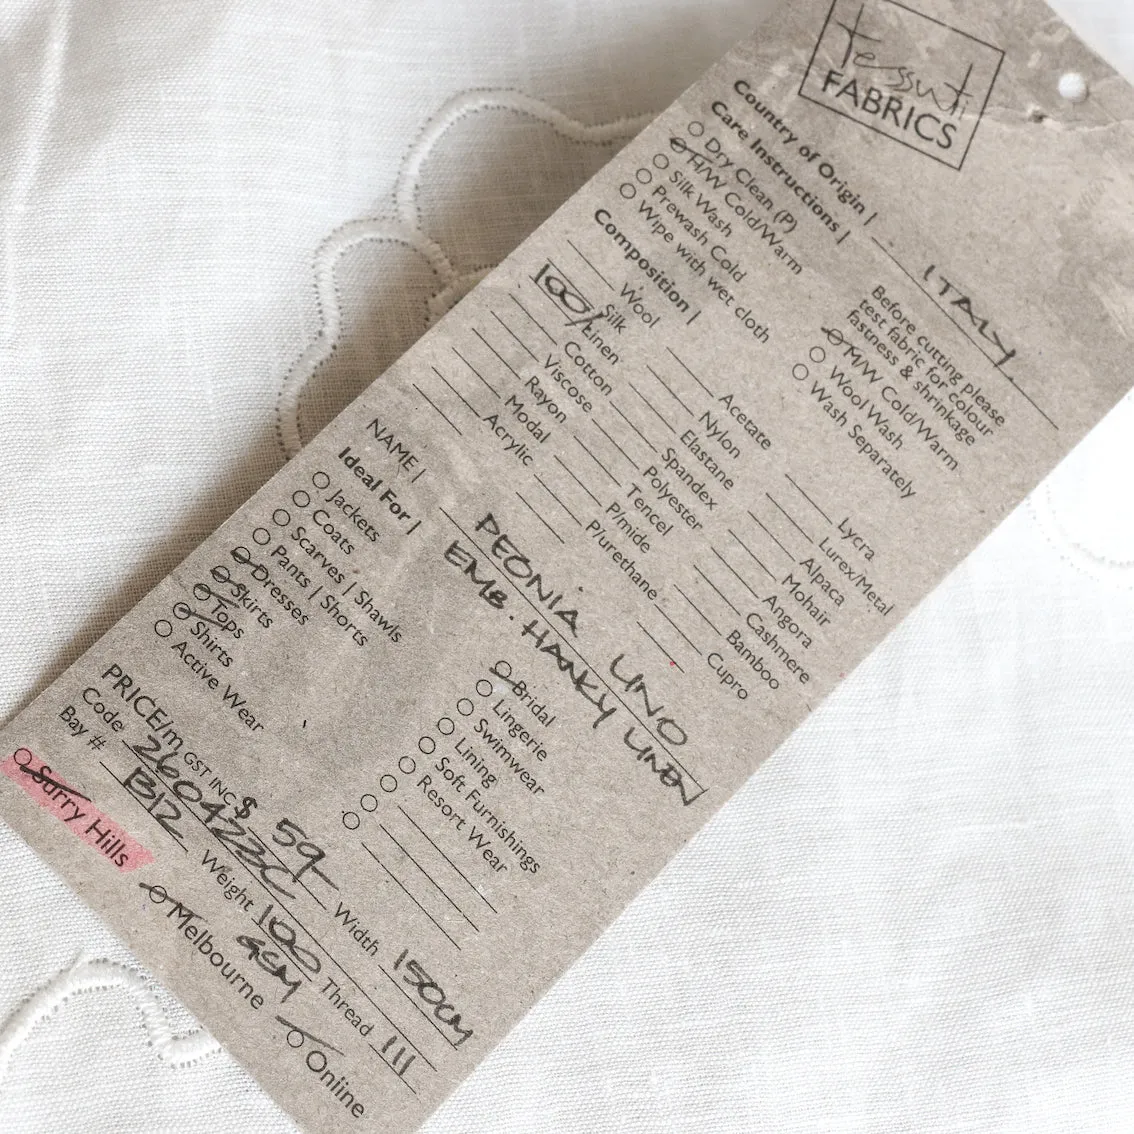 tessuti
FABRICS
Country of Origin | ITALY
Care Instructions |
Dry Clean (P)
H/W Cold/Warm
Silk Wash
Prewash Cold
Wipe with wet cloth
Before cutting please
test fabric for colour
fastness & shrinkage
M/W Cold/Warm
Wool Wash
Wash Separately
Composition |
Wool
Silk
100% Linen
Cotton
Viscose
Rayon
Modal
Acrylic
Acetate
Nylon
Elastane
Spandex
Polyester
Tencel
P/mide
P/urethane
Lycra
Lurex/Metal
Alpaca
Mohair
Angora
Cashmere
Bamboo
Cupro
NAME | PEONIA LINO
EMB. HANKY LINEN
Ideal For |
Jackets
Coats
Scarves | Shawls
Pants | Shorts
Dresses
Skirts
Tops
Shirts
Active Wear
Bridal
Lingerie
Swimwear
Lining
Soft Furnishings
Resort Wear
PRICE/m GST INC $ 59-
Code 260423C Width 150CM
Bay # B12 Weight 100 GSM Thread 111
Surry Hills Melbourne Online